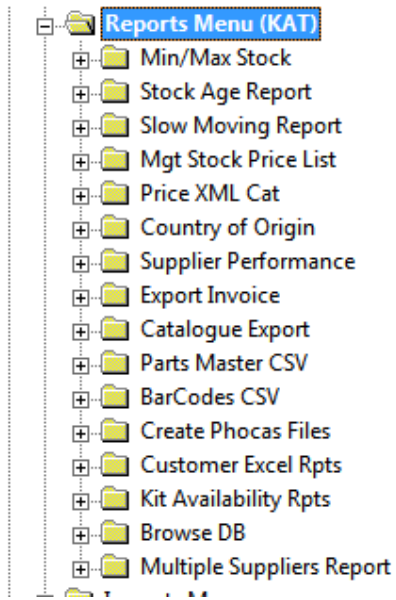 Reports Menu (KAT)
Min/Max Stock
Stock Age Report
Slow Moving Report
Mgt Stock Price List
Price XML Cat
Country of Origin
Supplier Performance
Export Invoice
Catalogue Export
Parts Master CSV
BarCodes CSV
Create Phocas Files
Customer Excel Rpts
Kit Availability Rpts
Browse DB
Multiple Suppliers Report